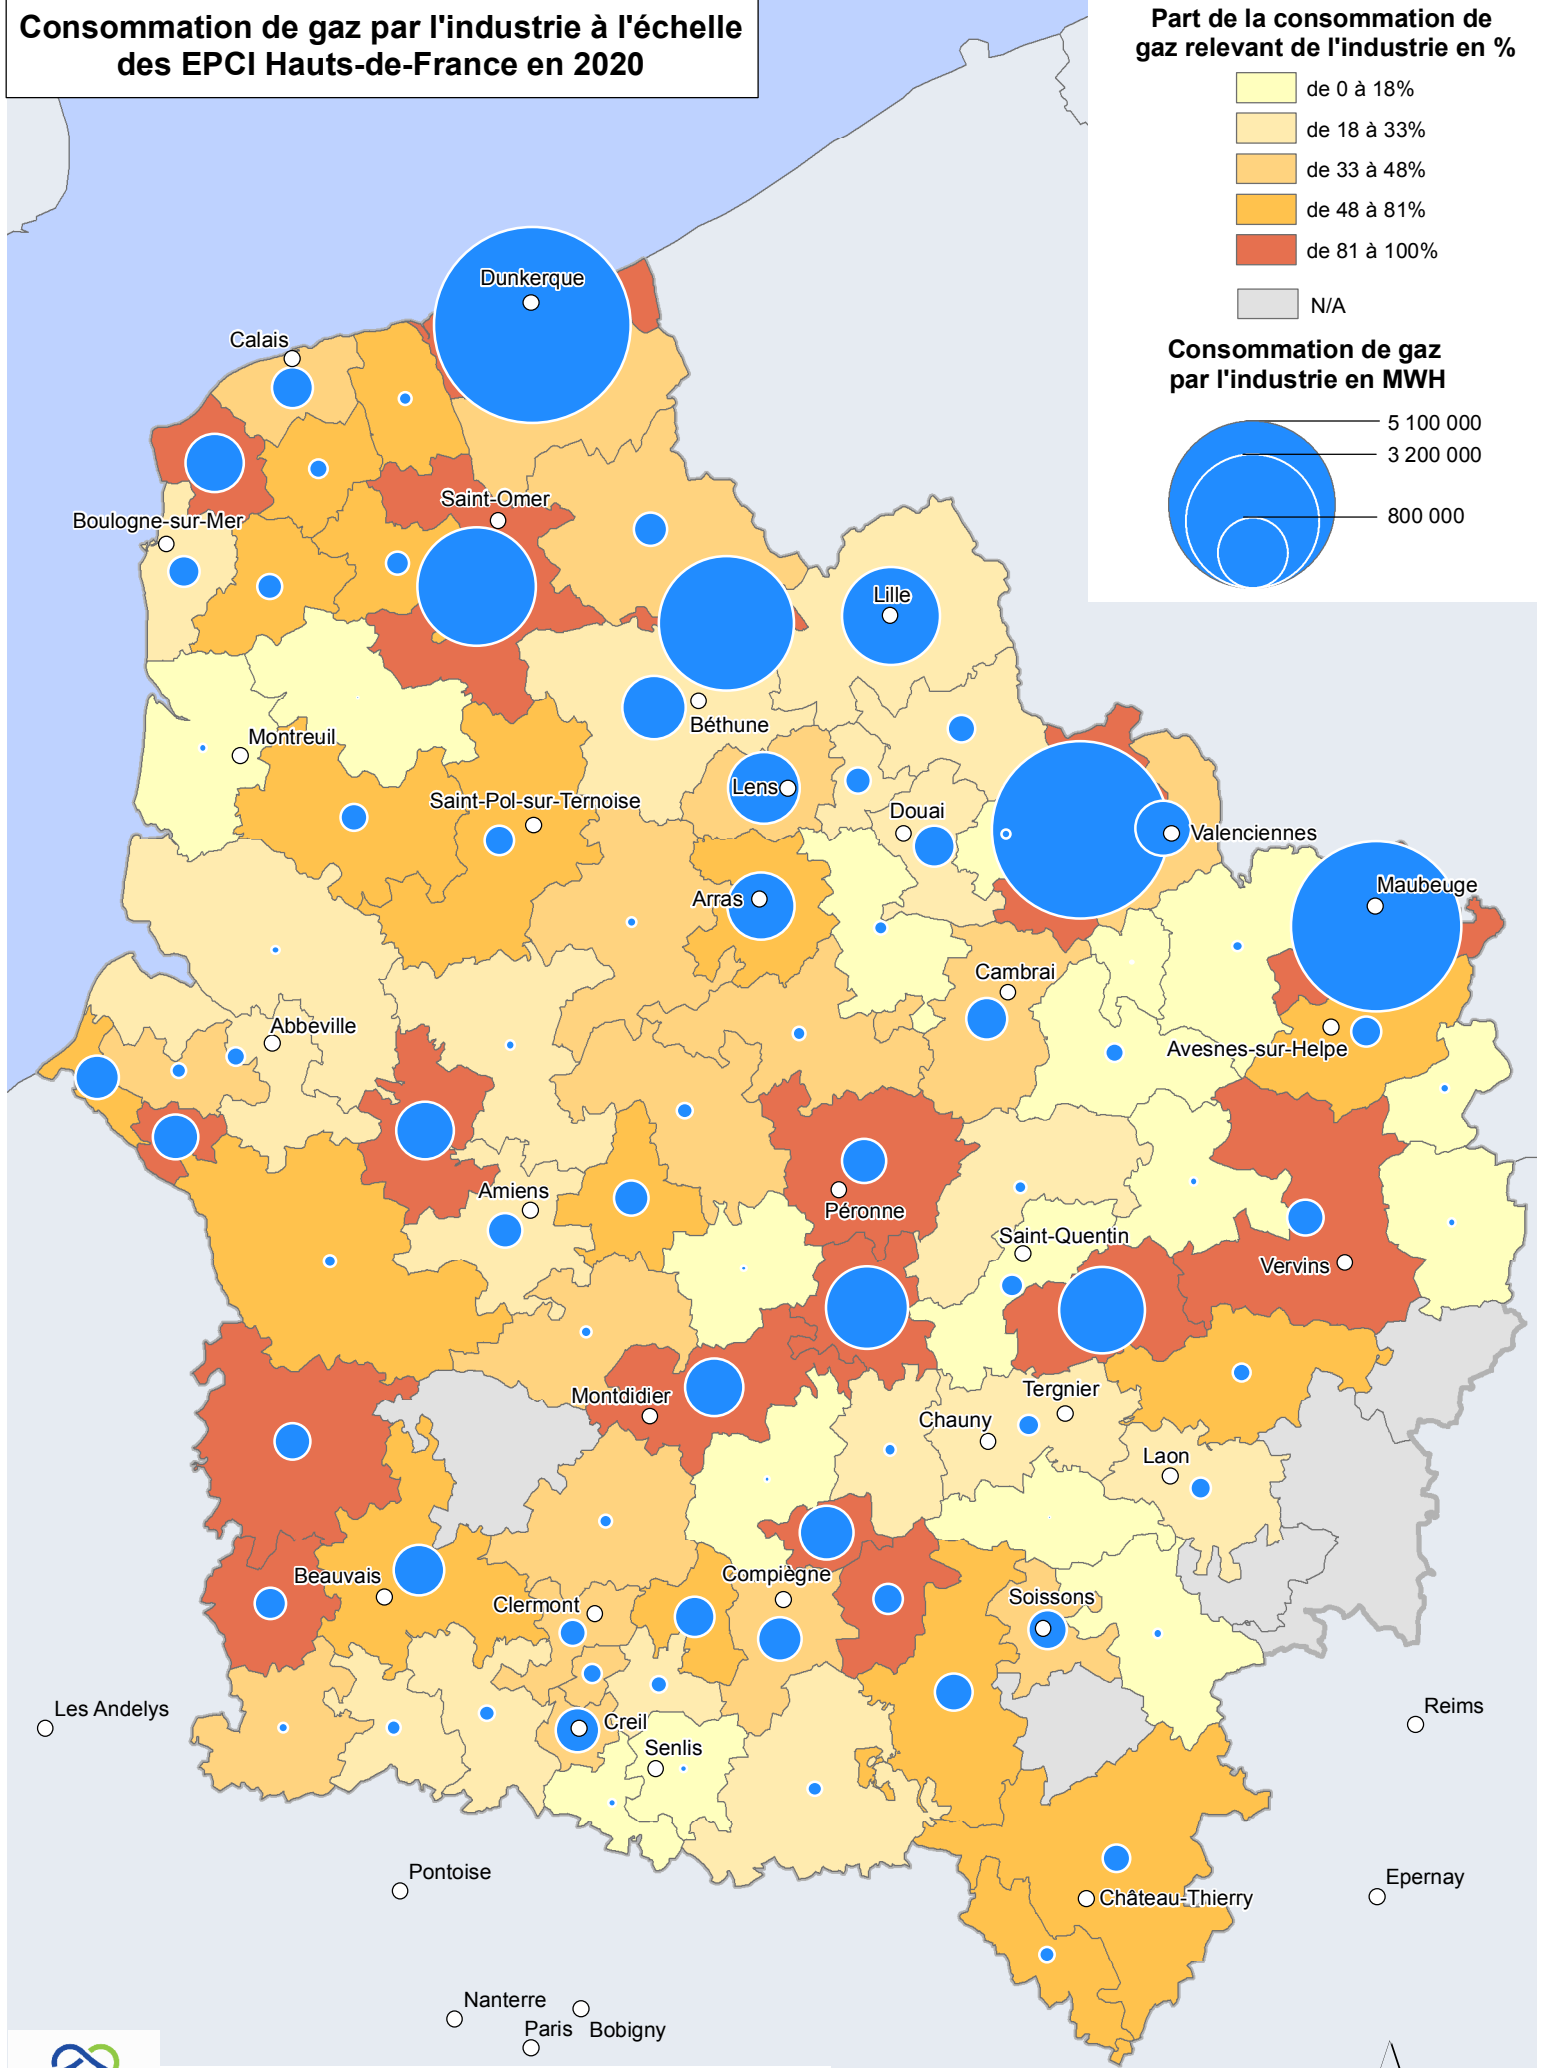 Consommation de gaz par l'industrie à l'échelle
des EPCI Hauts-de-France en 2020
Part de la consommation de
gaz relevant de l'industrie en %
de 0 à 18%
de 18 à 33%
de 33 à 48%
de 48 à 81%
de 81 à 100%
N/A
Consommation de gaz
par l'industrie en MWH
5 100 000
3 200 000
800 000
Dunkerque
Calais
Saint-Omer
Boulogne-sur-Mer
Lille
Béthune
Montreuil
Lens
Saint-Pol-sur-Ternoise
Douai
Valenciennes
Maubeuge
Arras
Cambrai
Abbeville
Avesnes-sur-Helpe
Amiens
Péronne
Saint-Quentin
Vervins
Montdidier
Tergnier
Chauny
Laon
Beauvais
Compiègne
Clermont
Soissons
Les Andelys
Creil
Reims
Senlis
Pontoise
Epernay
Château-Thierry
Nanterre
Paris
Bobigny